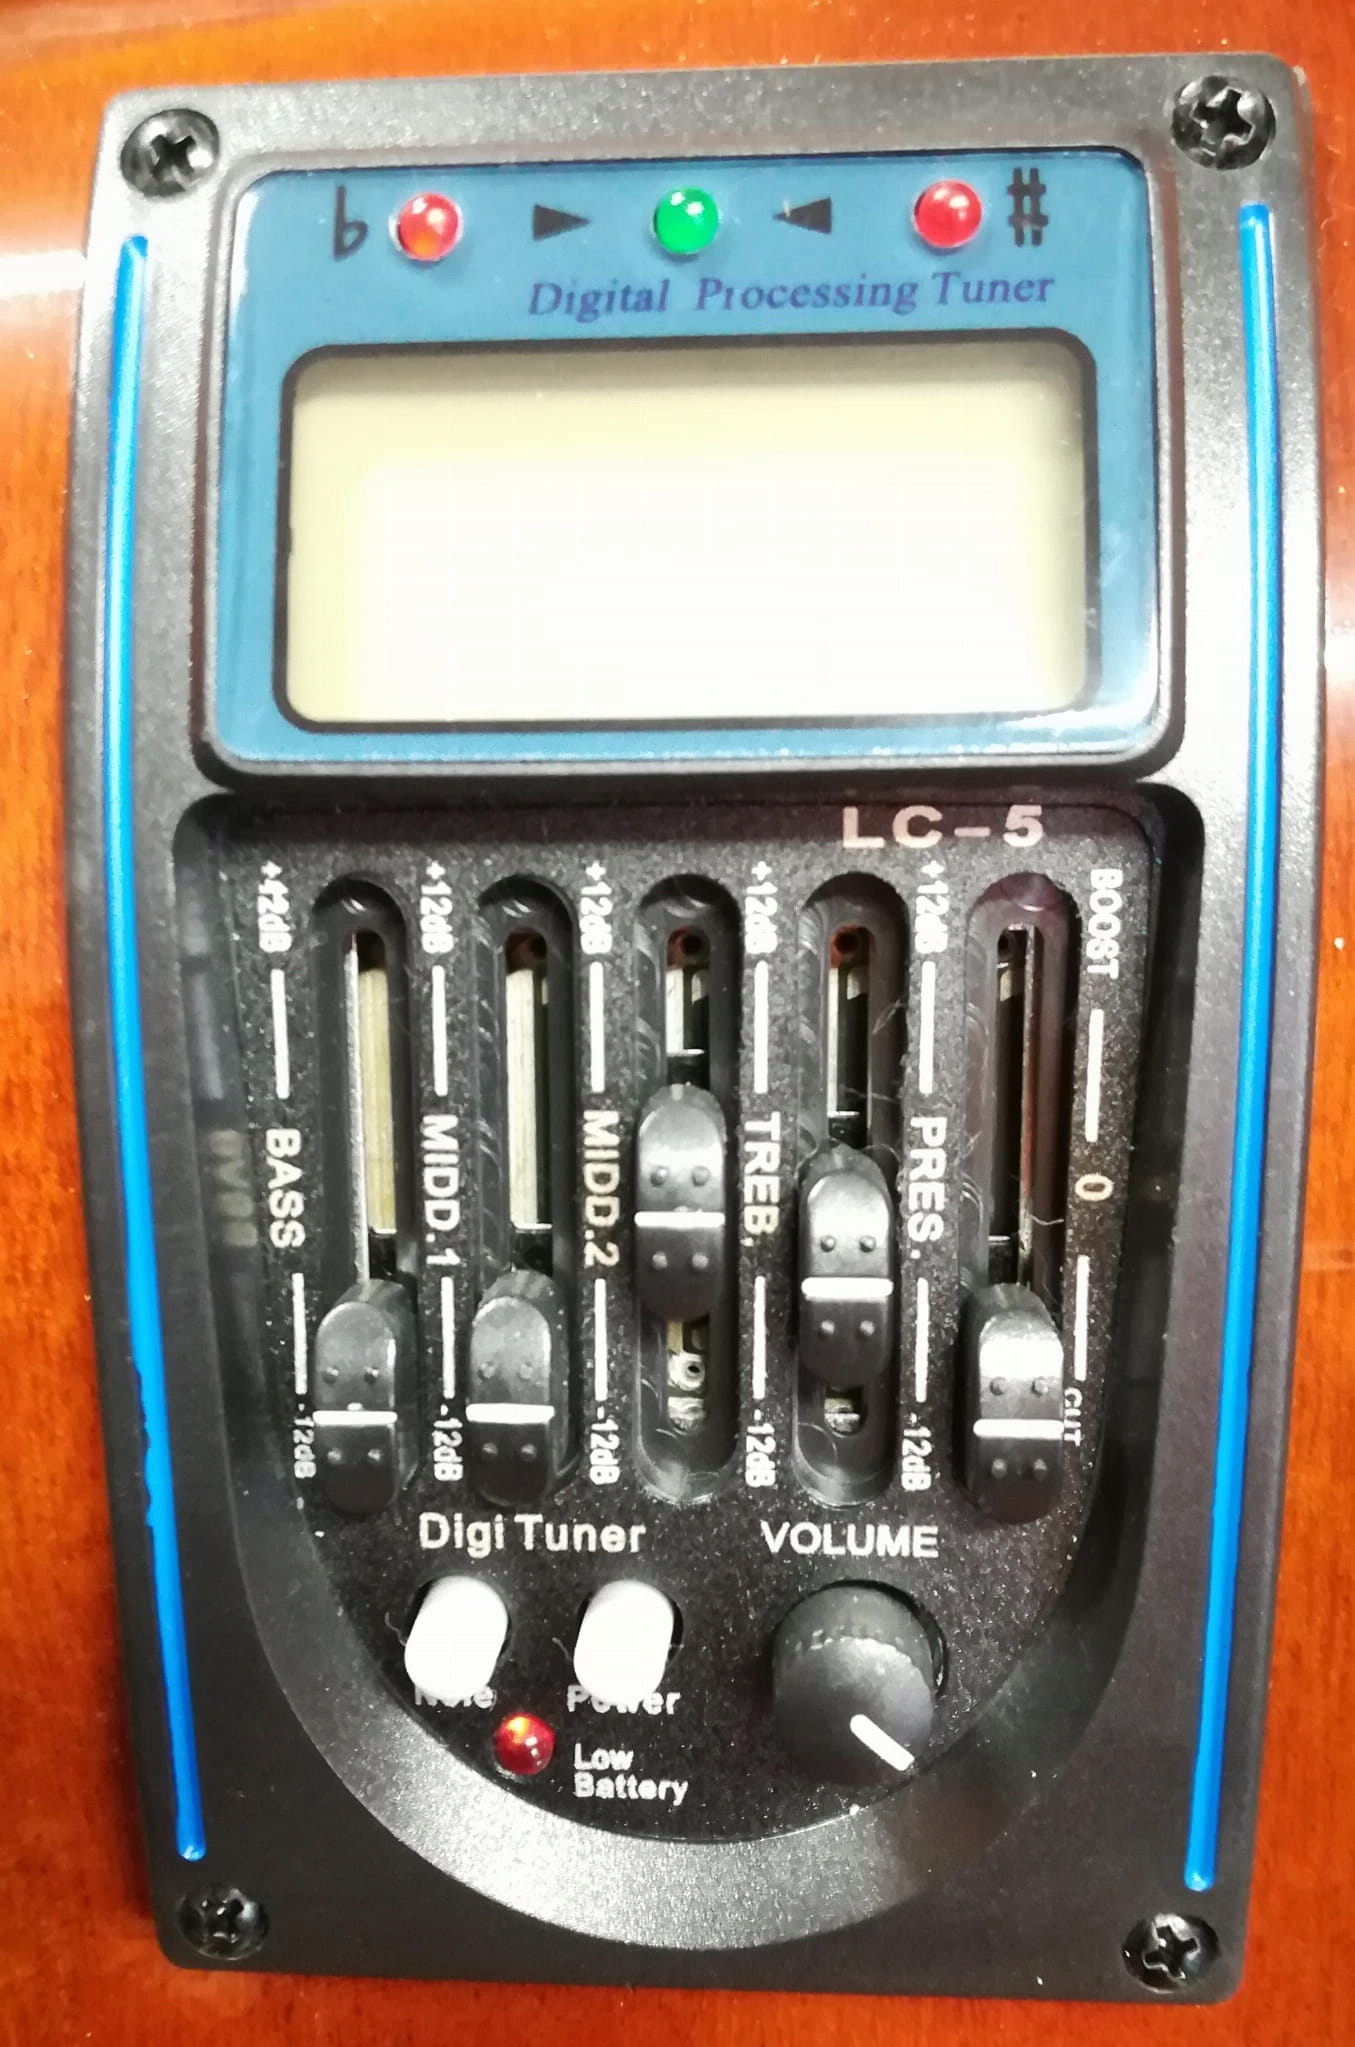 ♭ ► ◄ #
Digital Processing Tuner
LC-5
+12dB BASS -12dB
+12dB MIDD.1 -12dB
+12dB MIDD.2 -12dB
+12dB TREB. -12dB
+12dB PRES. -12dB
BOOST 0 CUT
Digi Tuner
VOLUME
Power
Low
Battery